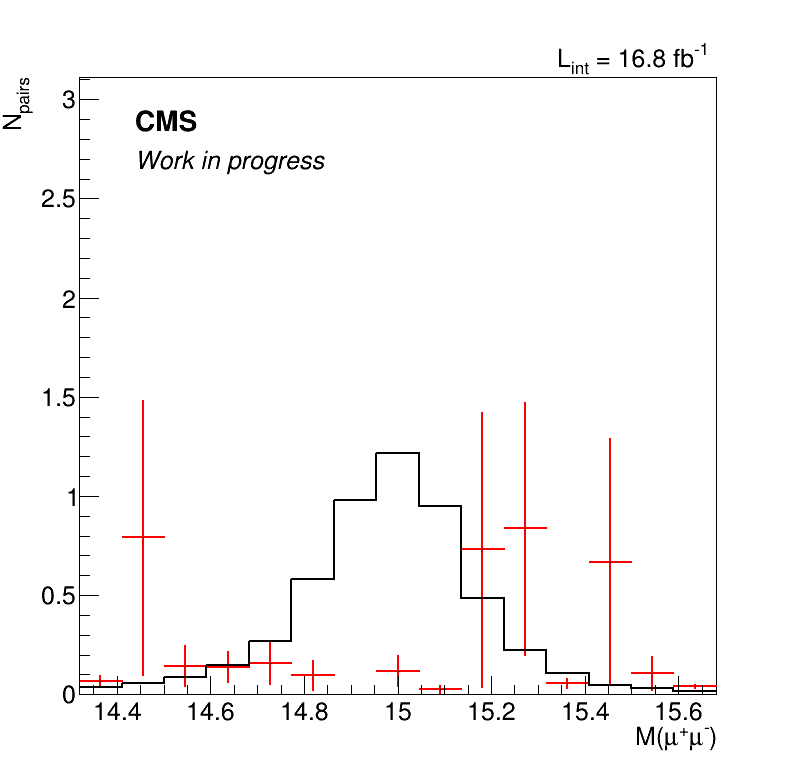 L_int = 16.8 fb^-1
N_pairs
CMS
Work in progress
3
2.5
2
1.5
1
0.5
0
14.4 14.6 14.8 15 15.2 15.4 15.6
M(μ⁺μ⁻)